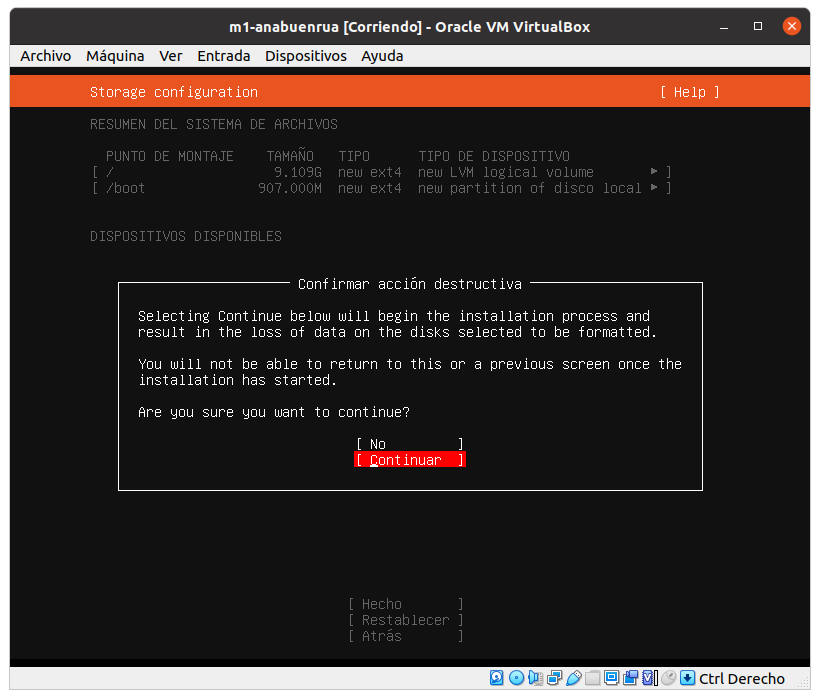 m1-anabuenrua [Corriendo] - Oracle VM VirtualBox
Archivo Máquina Ver Entrada Dispositivos Ayuda
Storage configuration [ Help ]
RESUMEN DEL SISTEMA DE ARCHIVOS
PUNTO DE MONTAJE TAMAÑO TIPO TIPO DE DISPOSITIVO
[ / 9.109G new ext4 new LVM logical volume ▸ ]
[ /boot 907.000M new ext4 new partition of disco local ▸ ]
DISPOSITIVOS DISPONIBLES
Confirmar acción destructiva
Selecting Continue below will begin the installation process and
result in the loss of data on the disks selected to be formatted.
You will not be able to return to this or a previous screen once the
installation has started.
Are you sure you want to continue?
[ No ]
[ Continuar ]
[ Hecho ]
[ Restablecer ]
[ Atrás ]
Ctrl Derecho